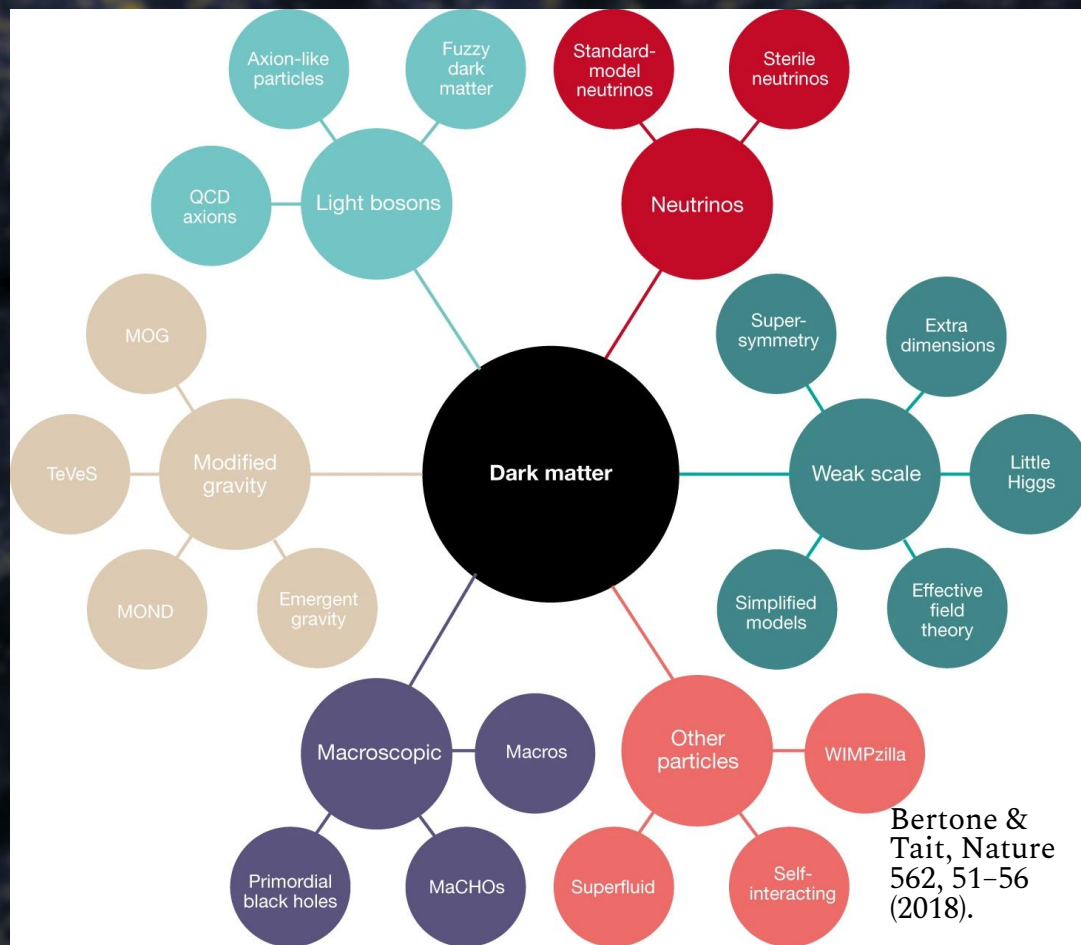 Axion-like
particles
Fuzzy
dark
matter
Standard-
model
neutrinos
Sterile
neutrinos
QCD
axions
Light bosons
Neutrinos
MOG
Super-
symmetry
Extra
dimensions
TeVeS
Modified
gravity
Dark matter
Weak scale
Little
Higgs
MOND
Emergent
gravity
Simplified
models
Effective
field
theory
Macroscopic
Macros
Other
particles
WIMPzilla
Primordial
black holes
MaCHOs
Superfluid
Self-
interacting
Bertone &
Tait, Nature
562, 51–56
(2018).